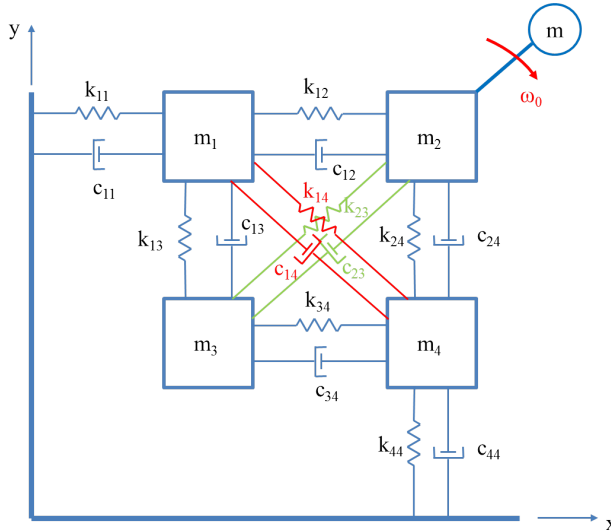 y
m
k₁₁
k₁₂
ω₀
m₁
m₂
c₁₁
c₁₂
k₁₄
k₂₃
k₁₃
c₁₃
k₂₄
c₂₄
c₁₄
c₂₃
k₃₄
m₃
m₄
c₃₄
k₄₄
c₄₄
x